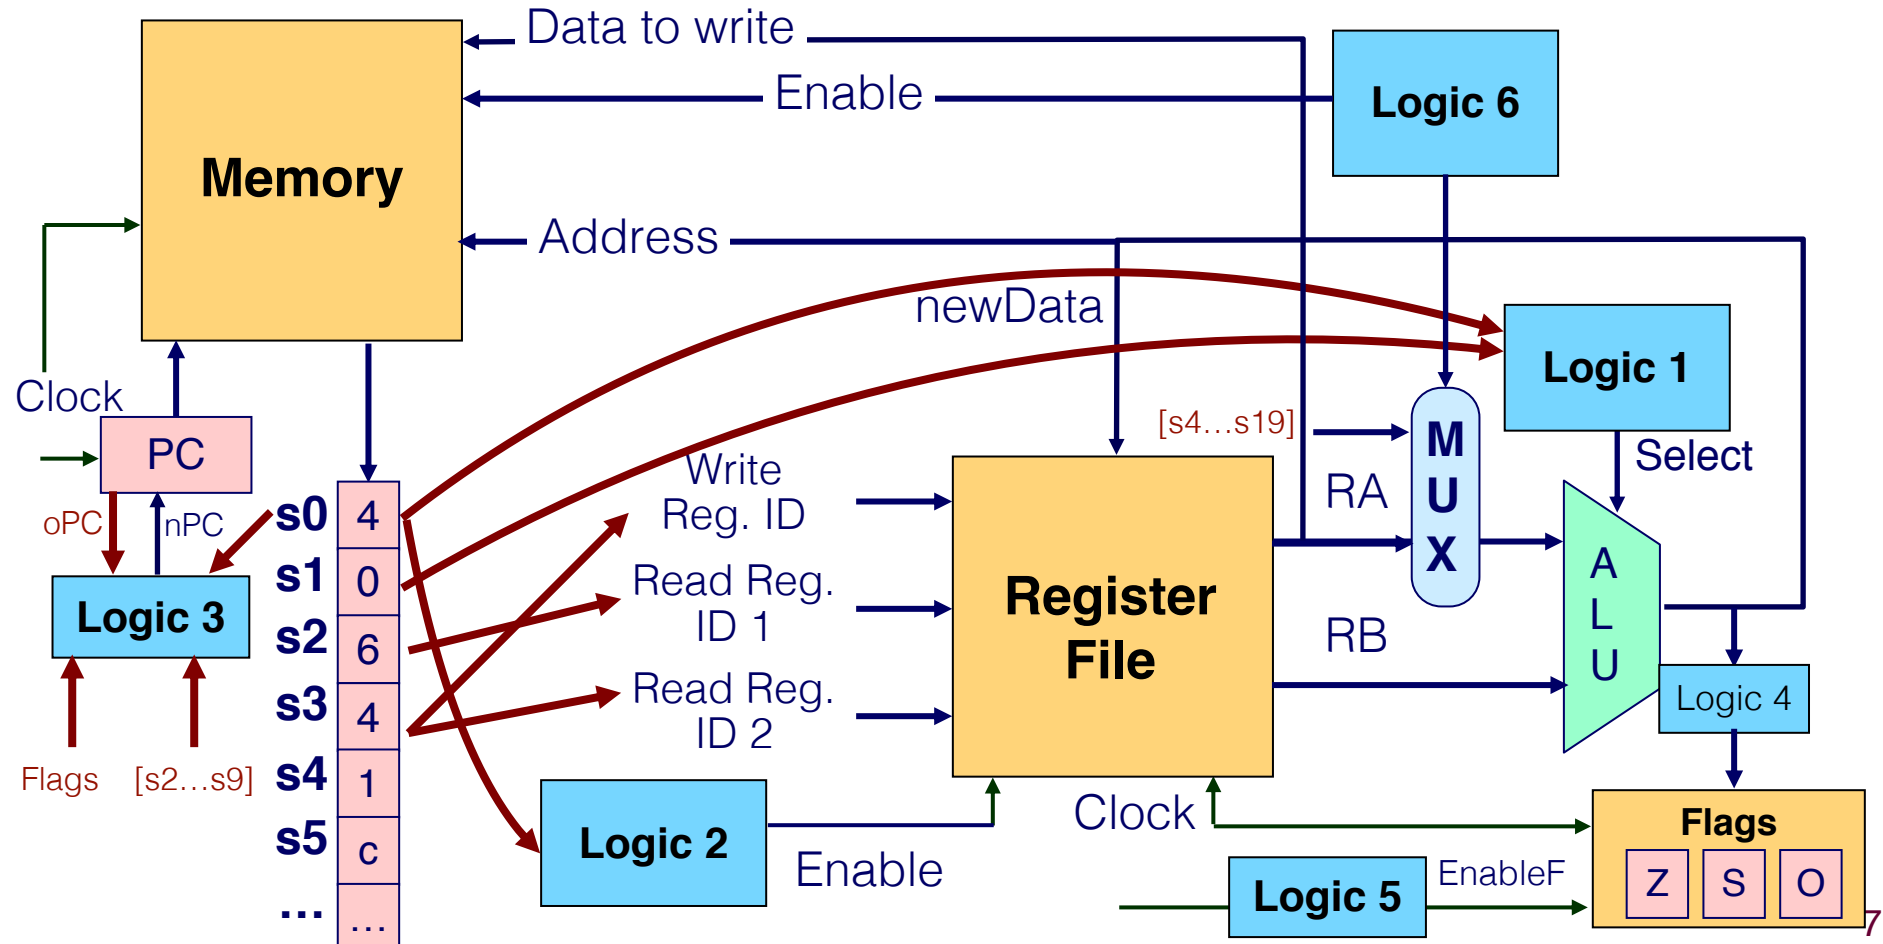 Data to write
Enable
Logic 6
Memory
Address
newData
Logic 1
Clock
[s4...s19]
M
U
X
Select
PC
Write
Reg. ID
RA
oPC
nPC
s0
4
s1
0
Read Reg.
ID 1
Register
File
A
L
U
Logic 3
s2
6
RB
s3
4
Read Reg.
ID 2
Logic 4
Flags
[s2...s9]
s4
1
Clock
s5
c
Logic 2
Enable
Flags
Z
S
O
EnableF
Logic 5
...
...
7